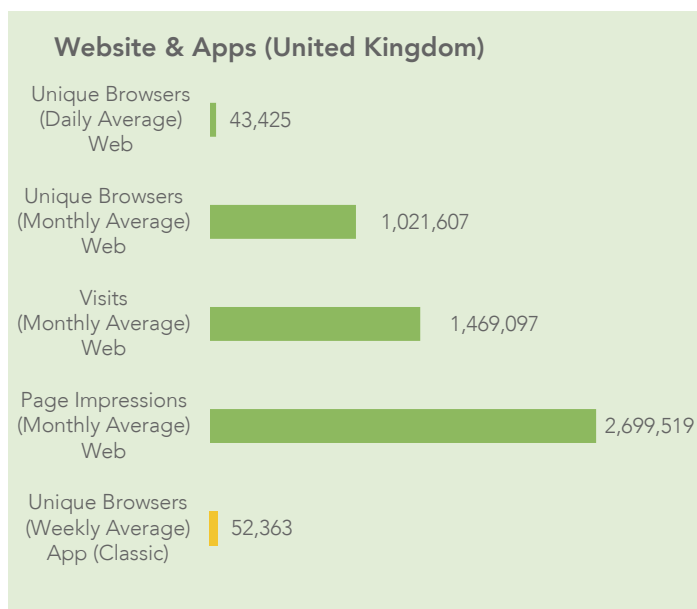 Website & Apps (United Kingdom)
Unique Browsers
(Daily Average)
Web
43,425
Unique Browsers
(Monthly Average)
Web
1,021,607
Visits
(Monthly Average)
Web
1,469,097
Page Impressions
(Monthly Average)
Web
2,699,519
Unique Browsers
(Weekly Average)
App (Classic)
52,363